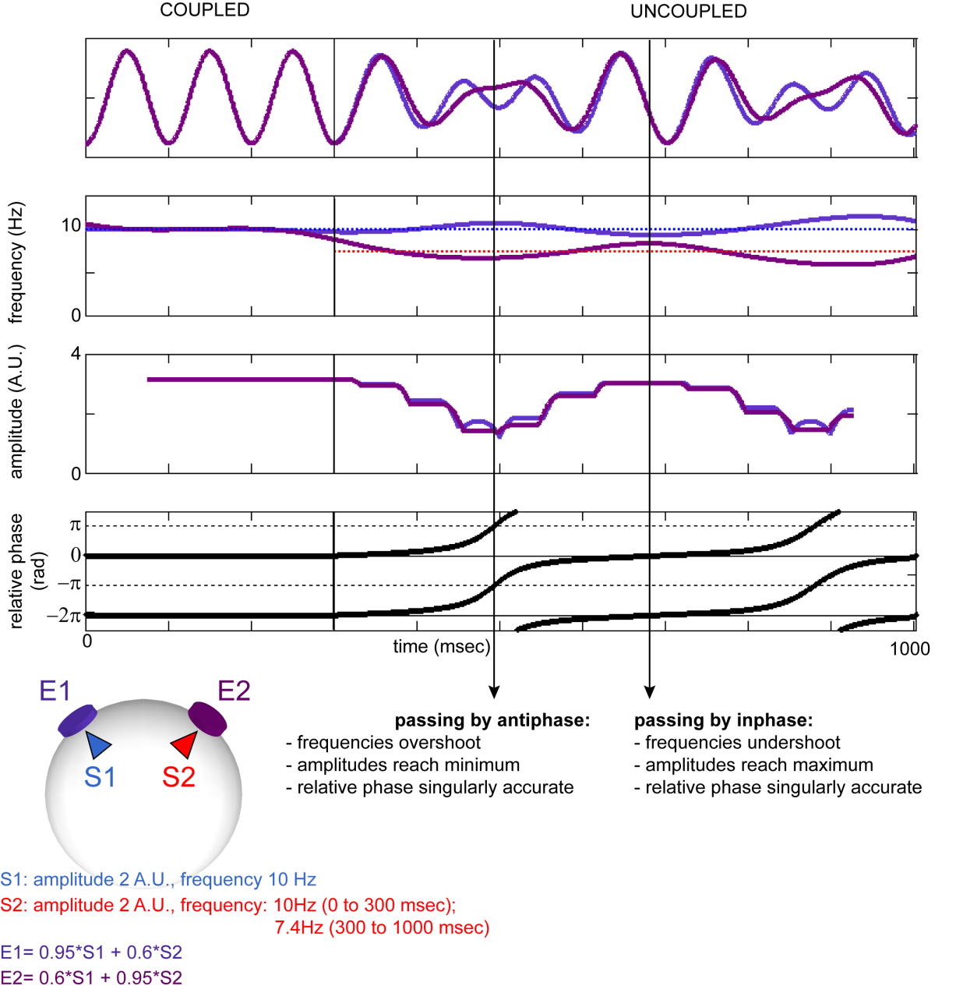 COUPLED UNCOUPLED
frequency (Hz)
10
0
amplitude (A.U.)
4
0
relative phase
(rad)
π
0
−π
−2π
0 time (msec) 1000
E1 E2
S1 S2
passing by antiphase:
- frequencies overshoot
- amplitudes reach minimum
- relative phase singularly accurate
passing by inphase:
- frequencies undershoot
- amplitudes reach maximum
- relative phase singularly accurate
S1: amplitude 2 A.U., frequency 10 Hz
S2: amplitude 2 A.U., frequency: 10Hz (0 to 300 msec);
7.4Hz (300 to 1000 msec)
E1= 0.95*S1 + 0.6*S2
E2= 0.6*S1 + 0.95*S2